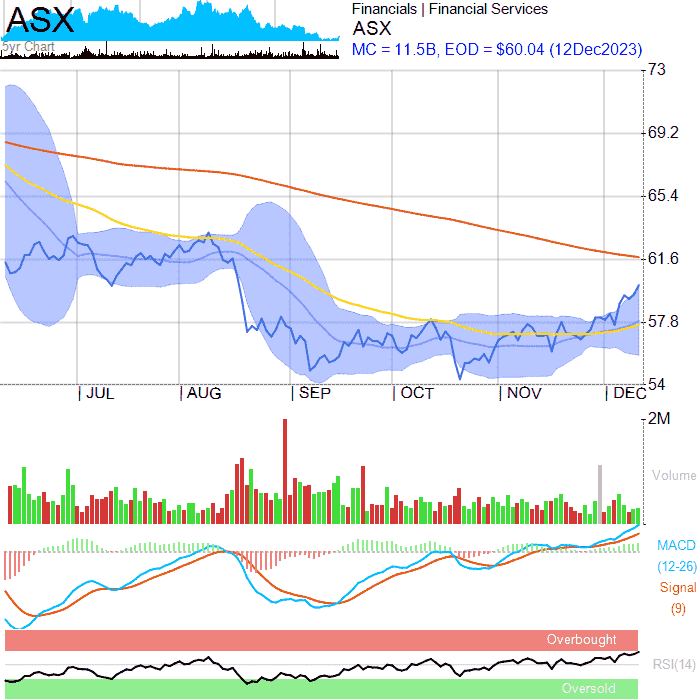 ASX
5yr Chart
Financials | Financial Services
ASX
MC = 11.5B, EOD = $60.04 (12Dec2023)
73
69.2
65.4
61.6
57.8
54
JUL AUG SEP OCT NOV DEC
2M
Volume
MACD
(12-26)
Signal
(9)
Overbought
RSI(14)
Oversold